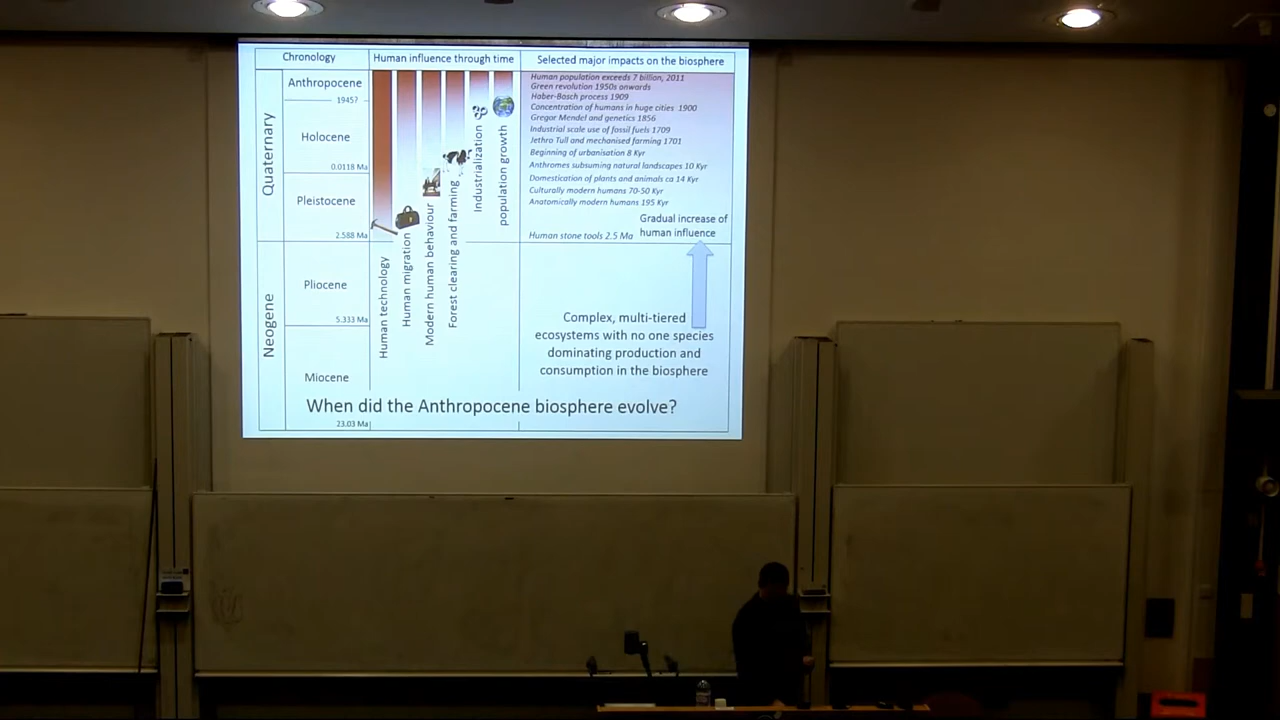 Chronology
Human influence through time
Selected major impacts on the biosphere
Quaternary
Anthropocene
1945?
Holocene
0.0118 Ma
Pleistocene
2.588 Ma
Neogene
Pliocene
5.333 Ma
Miocene
23.03 Ma
Human technology
Human migration
Modern human behaviour
Forest clearing and farming
Industrialization
population growth
Human population exceeds 7 billion, 2011
Green revolution 1950s onwards
Haber-Bosch process 1909
Concentration of humans in huge cities 1900
Gregor Mendel and genetics 1856
Industrial scale use of fossil fuels 1709
Jethro Tull and mechanised farming 1701
Beginning of urbanisation 8 Kyr
Anthromes subsuming natural landscapes 10 Kyr
Domestication of plants and animals ca 14 Kyr
Culturally modern humans 70-50 Kyr
Anatomically modern humans 195 Kyr
Gradual increase of
human influence
Human stone tools 2.5 Ma
Complex, multi-tiered
ecosystems with no one species
dominating production and
consumption in the biosphere
When did the Anthropocene biosphere evolve?